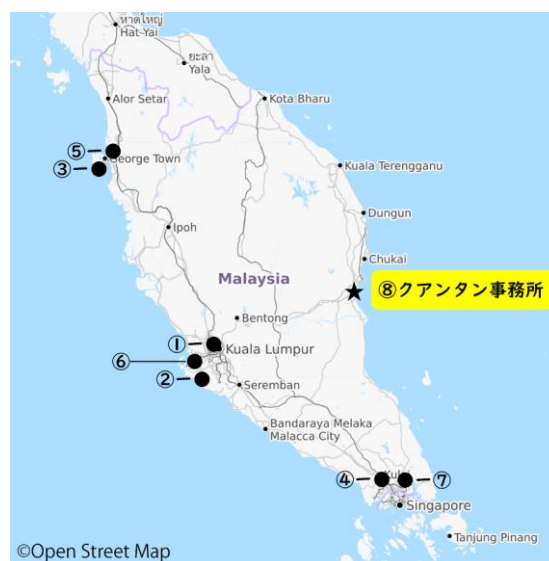 หาดใหญ่
Hat Yai
ยะลา
Yala
Alor Setar
Kota Bharu
⑤
George Town
③
Kuala Terengganu
Dungun
Ipoh
Chukai
Malaysia
⑧クアンタン事務所
Bentong
①
Kuala Lumpur
⑥
②
Seremban
Bandaraya Melaka
Malacca City
④
Kul
⑦
Singapore
Tanjung Pinang
©Open Street Map